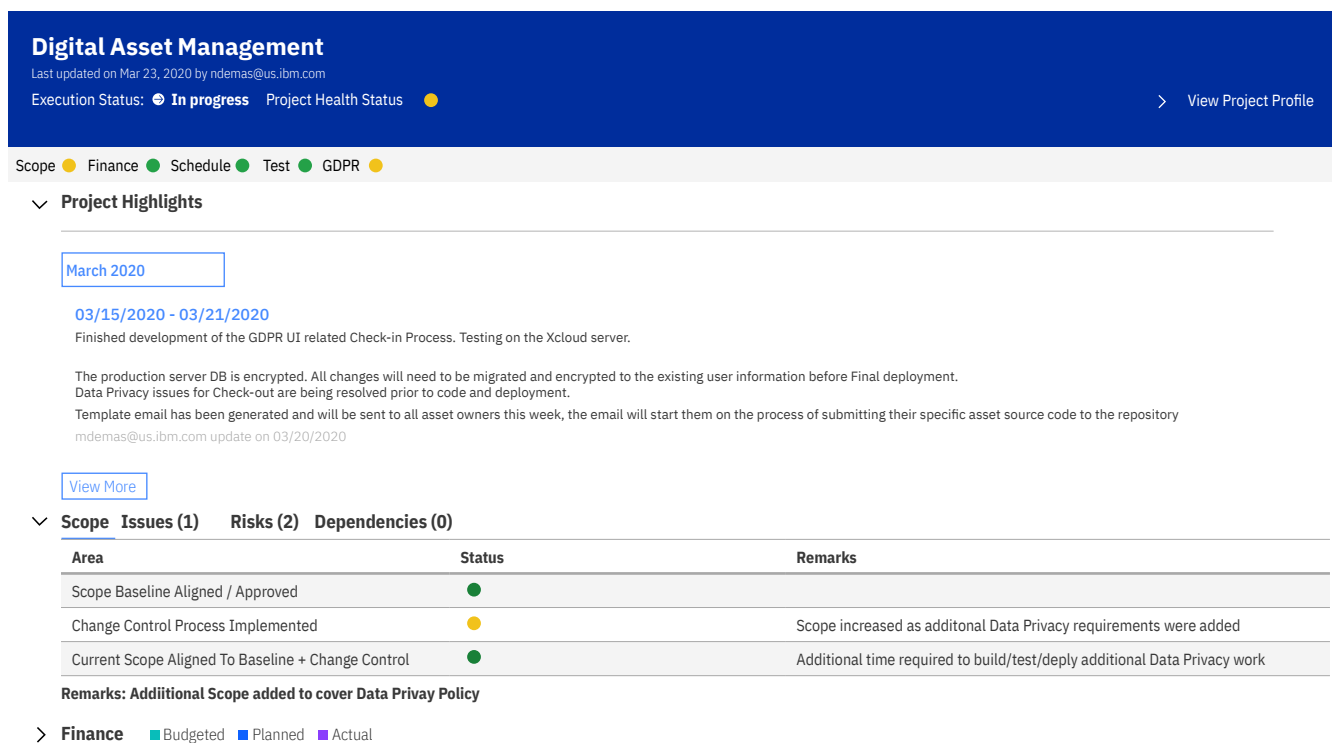 Digital Asset Management
Last updated on Mar 23, 2020 by ndemas@us.ibm.com
Execution Status: In progress Project Health Status
View Project Profile
Scope Finance Schedule Test GDPR
Project Highlights
March 2020
03/15/2020 - 03/21/2020
Finished development of the GDPR UI related Check-in Process. Testing on the Xcloud server.
The production server DB is encrypted. All changes will need to be migrated and encrypted to the existing user information before Final deployment.
Data Privacy issues for Check-out are being resolved prior to code and deployment.
Template email has been generated and will be sent to all asset owners this week, the email will start them on the process of submitting their specific asset source code to the repository
mdemas@us.ibm.com update on 03/20/2020
View More
Scope Issues (1) Risks (2) Dependencies (0)
Area Status Remarks
Scope Baseline Aligned / Approved
Change Control Process Implemented Scope increased as additonal Data Privacy requirements were added
Current Scope Aligned To Baseline + Change Control Additional time required to build/test/deply additional Data Privacy work
Remarks: Addiitional Scope added to cover Data Privay Policy
Finance Budgeted Planned Actual